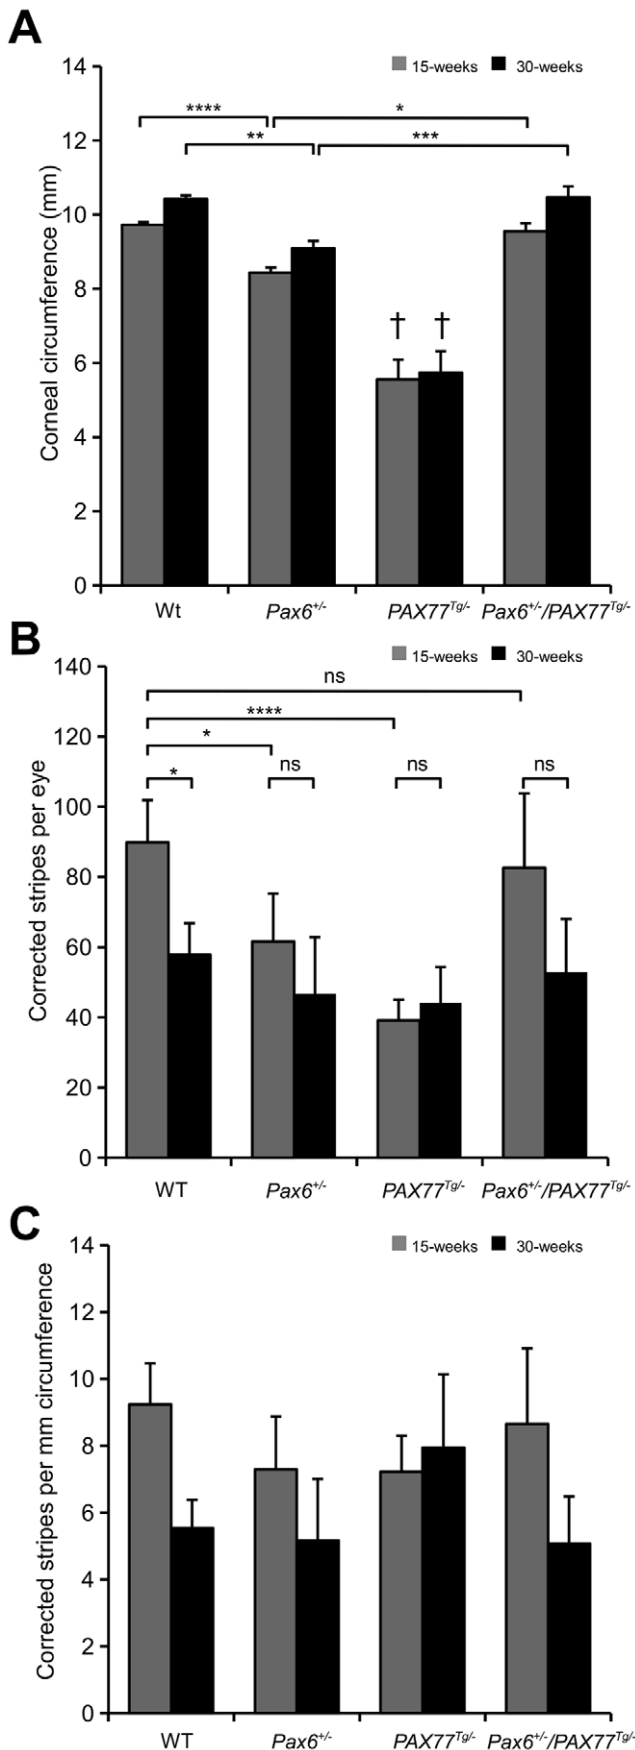 A
14
15-weeks 30-weeks
**** *
12
** ***
10
8
† †
6
4
2
0
Corneal circumference (mm)
Wt Pax6+/- PAX77Tg/- Pax6+/-/PAX77Tg/-
B
140
15-weeks 30-weeks
ns
120
****
*
* ns ns ns
100
80
60
40
20
0
Corrected stripes per eye
WT Pax6+/- PAX77Tg/- Pax6+/-/PAX77Tg/-
C
14
15-weeks 30-weeks
12
10
8
6
4
2
0
Corrected stripes per mm circumference
WT Pax6+/- PAX77Tg/- Pax6+/-/PAX77Tg/-